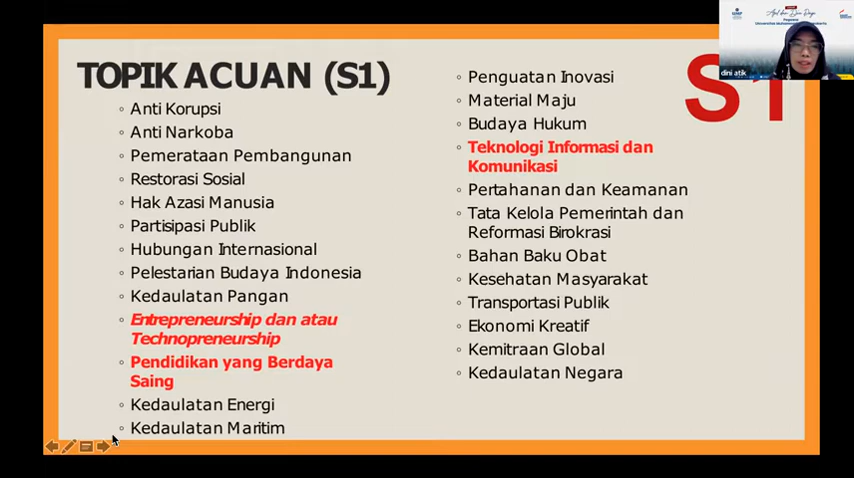 TOPIK ACUAN (S1)
Anti Korupsi
Anti Narkoba
Pemerataan Pembangunan
Restorasi Sosial
Hak Azasi Manusia
Partisipasi Publik
Hubungan Internasional
Pelestarian Budaya Indonesia
Kedaulatan Pangan
Entrepreneurship dan atau
Technopreneurship
Pendidikan yang Berdaya
Saing
Kedaulatan Energi
Kedaulatan Maritim
S1
Penguatan Inovasi
Material Maju
Budaya Hukum
Teknologi Informasi dan
Komunikasi
Pertahanan dan Keamanan
Tata Kelola Pemerintah dan
Reformasi Birokrasi
Bahan Baku Obat
Kesehatan Masyarakat
Transportasi Publik
Ekonomi Kreatif
Kemitraan Global
Kedaulatan Negara
dini atik